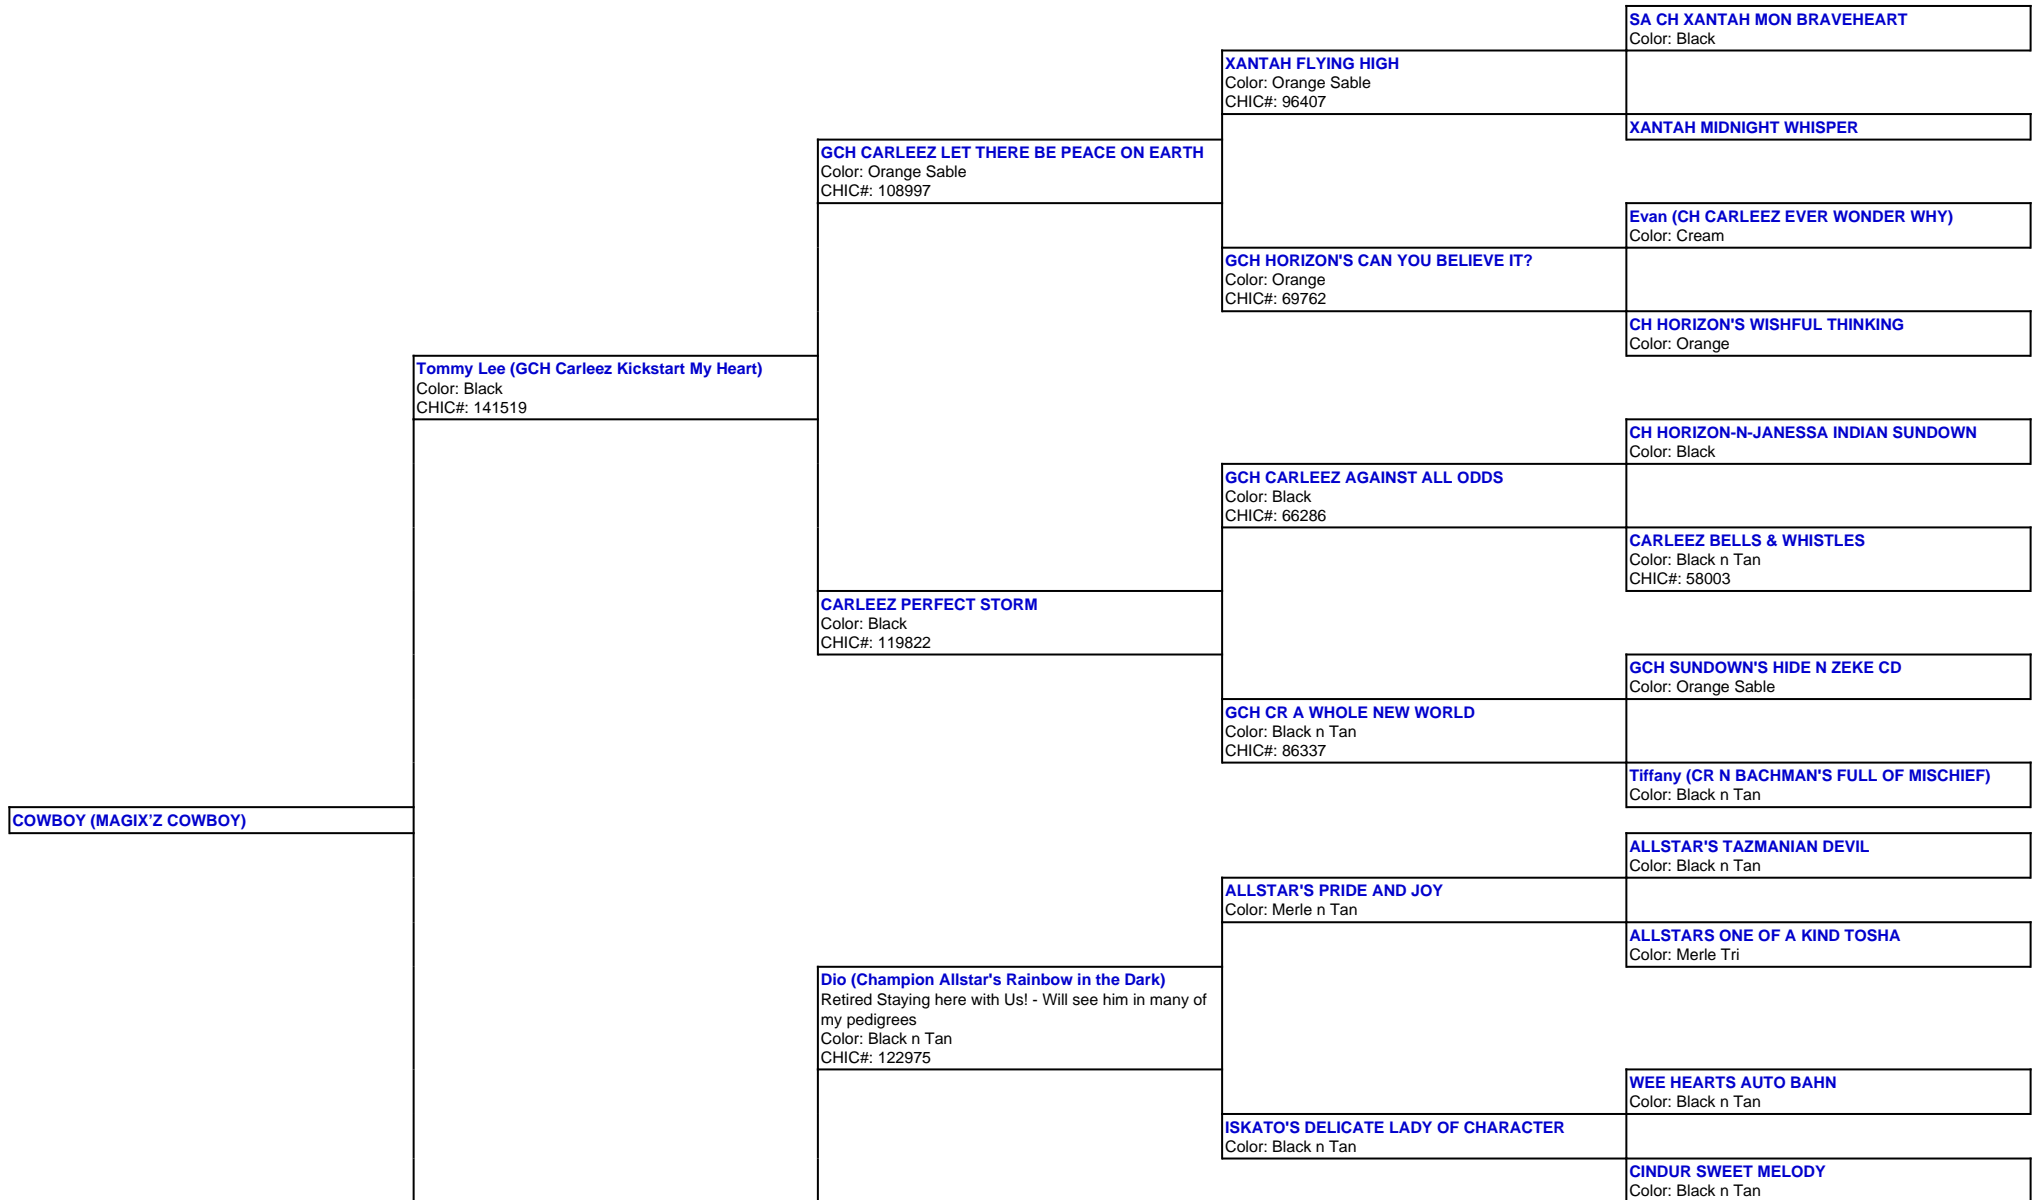 SA CH XANTAH MON BRAVEHEART
Color: Black
XANTAH FLYING HIGH
Color: Orange Sable
CHIC#: 96407
XANTAH MIDNIGHT WHISPER
GCH CARLEEZ LET THERE BE PEACE ON EARTH
Color: Orange Sable
CHIC#: 108997
Evan (CH CARLEEZ EVER WONDER WHY)
Color: Cream
GCH HORIZON'S CAN YOU BELIEVE IT?
Color: Orange
CHIC#: 69762
CH HORIZON'S WISHFUL THINKING
Color: Orange
Tommy Lee (GCH Carleez Kickstart My Heart)
Color: Black
CHIC#: 141519
CH HORIZON-N-JANESSA INDIAN SUNDOWN
Color: Black
GCH CARLEEZ AGAINST ALL ODDS
Color: Black
CHIC#: 66286
CARLEEZ BELLS & WHISTLES
Color: Black n Tan
CHIC#: 58003
CARLEEZ PERFECT STORM
Color: Black
CHIC#: 119822
GCH SUNDOWN'S HIDE N ZEKE CD
Color: Orange Sable
GCH CR A WHOLE NEW WORLD
Color: Black n Tan
CHIC#: 86337
Tiffany (CR N BACHMAN'S FULL OF MISCHIEF)
Color: Black n Tan
COWBOY (MAGIX’Z COWBOY)
ALLSTAR'S TAZMANIAN DEVIL
Color: Black n Tan
ALLSTAR'S PRIDE AND JOY
Color: Merle n Tan
ALLSTARS ONE OF A KIND TOSHA
Color: Merle Tri
Dio (Champion Allstar's Rainbow in the Dark)
Retired Staying here with Us! - Will see him in many of
my pedigrees
Color: Black n Tan
CHIC#: 122975
WEE HEARTS AUTO BAHN
Color: Black n Tan
ISKATO'S DELICATE LADY OF CHARACTER
Color: Black n Tan
CINDUR SWEET MELODY
Color: Black n Tan